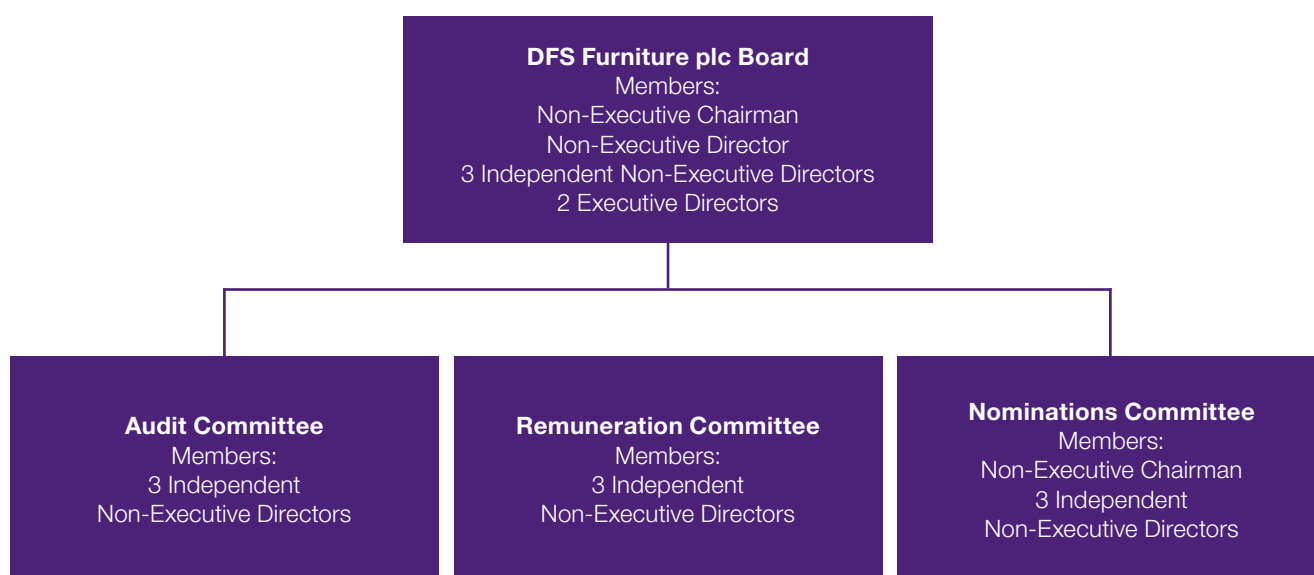 DFS Furniture plc Board
Members:
Non-Executive Chairman
Non-Executive Director
3 Independent Non-Executive Directors
2 Executive Directors
Audit Committee
Members:
3 Independent
Non-Executive Directors
Remuneration Committee
Members:
3 Independent
Non-Executive Directors
Nominations Committee
Members:
Non-Executive Chairman
3 Independent
Non-Executive Directors